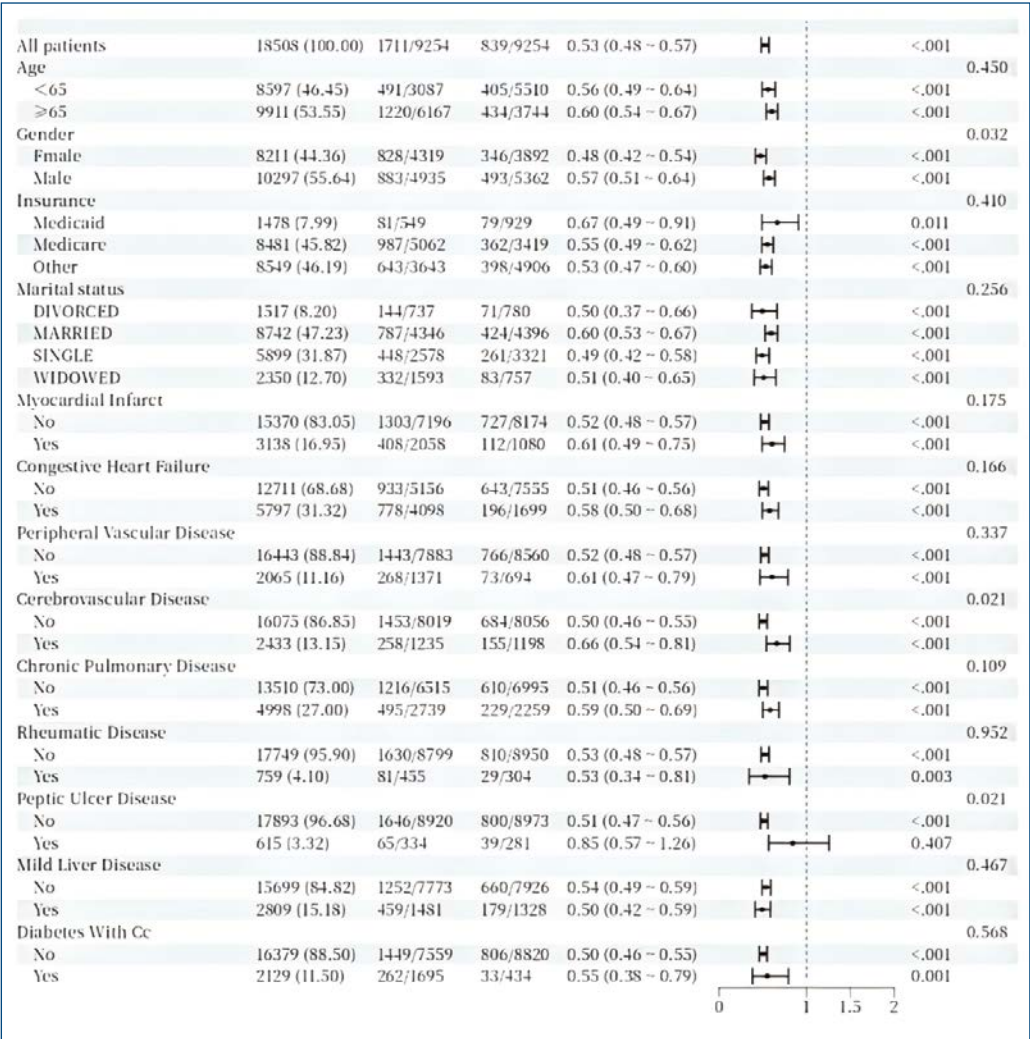 All patients 18508 (100.00) 1711/9254 839/9254 0.53 (0.48 ~ 0.57) <.001
Age 0.450
<65 8597 (46.45) 491/3087 405/5510 0.56 (0.49 ~ 0.64) <.001
⩾65 9911 (53.55) 1220/6167 434/3744 0.60 (0.54 ~ 0.67) <.001
Gender 0.032
Fmale 8211 (44.36) 828/4319 346/3892 0.48 (0.42 ~ 0.54) <.001
Male 10297 (55.64) 883/4935 493/5362 0.57 (0.51 ~ 0.64) <.001
Insurance 0.410
Medicaid 1478 (7.99) 81/549 79/929 0.67 (0.49 ~ 0.91) 0.011
Medicare 8481 (45.82) 987/5062 362/3419 0.55 (0.49 ~ 0.62) <.001
Other 8549 (46.19) 643/3643 398/4906 0.53 (0.47 ~ 0.60) <.001
Marital status 0.256
DIVORCED 1517 (8.20) 144/737 71/780 0.50 (0.37 ~ 0.66) <.001
MARRIED 8742 (47.23) 787/4346 424/4396 0.60 (0.53 ~ 0.67) <.001
SINGLE 5899 (31.87) 448/2578 261/3321 0.49 (0.42 ~ 0.58) <.001
WIDOWED 2350 (12.70) 332/1593 83/757 0.51 (0.40 ~ 0.65) <.001
Myocardial Infarct 0.175
No 15370 (83.05) 1303/7196 727/8174 0.52 (0.48 ~ 0.57) <.001
Yes 3138 (16.95) 408/2058 112/1080 0.61 (0.49 ~ 0.75) <.001
Congestive Heart Failure 0.166
No 12711 (68.68) 933/5156 643/7555 0.51 (0.46 ~ 0.56) <.001
Yes 5797 (31.32) 778/4098 196/1699 0.58 (0.50 ~ 0.68) <.001
Peripheral Vascular Disease 0.337
No 16443 (88.84) 1443/7883 766/8560 0.52 (0.48 ~ 0.57) <.001
Yes 2065 (11.16) 268/1371 73/694 0.61 (0.47 ~ 0.79) <.001
Cerebrovascular Disease 0.021
No 16075 (86.85) 1453/8019 684/8056 0.50 (0.46 ~ 0.55) <.001
Yes 2433 (13.15) 258/1235 155/1198 0.66 (0.54 ~ 0.81) <.001
Chronic Pulmonary Disease 0.109
No 13510 (73.00) 1216/6515 610/6995 0.51 (0.46 ~ 0.56) <.001
Yes 4998 (27.00) 495/2739 229/2259 0.59 (0.50 ~ 0.69) <.001
Rheumatic Disease 0.952
No 17749 (95.90) 1630/8799 810/8950 0.53 (0.48 ~ 0.57) <.001
Yes 759 (4.10) 81/455 29/304 0.53 (0.34 ~ 0.81) 0.003
Peptic Ulcer Disease 0.021
No 17893 (96.68) 1646/8920 800/8973 0.51 (0.47 ~ 0.56) <.001
Yes 615 (3.32) 65/334 39/281 0.85 (0.57 ~ 1.26) 0.407
Mild Liver Disease 0.467
No 15699 (84.82) 1252/7773 660/7926 0.54 (0.49 ~ 0.59) <.001
Yes 2809 (15.18) 459/1481 179/1328 0.50 (0.42 ~ 0.59) <.001
Diabetes With Cc 0.568
No 16379 (88.50) 1449/7559 806/8820 0.50 (0.46 ~ 0.55) <.001
Yes 2129 (11.50) 262/1695 33/434 0.55 (0.38 ~ 0.79) 0.001
0 1 1.5 2